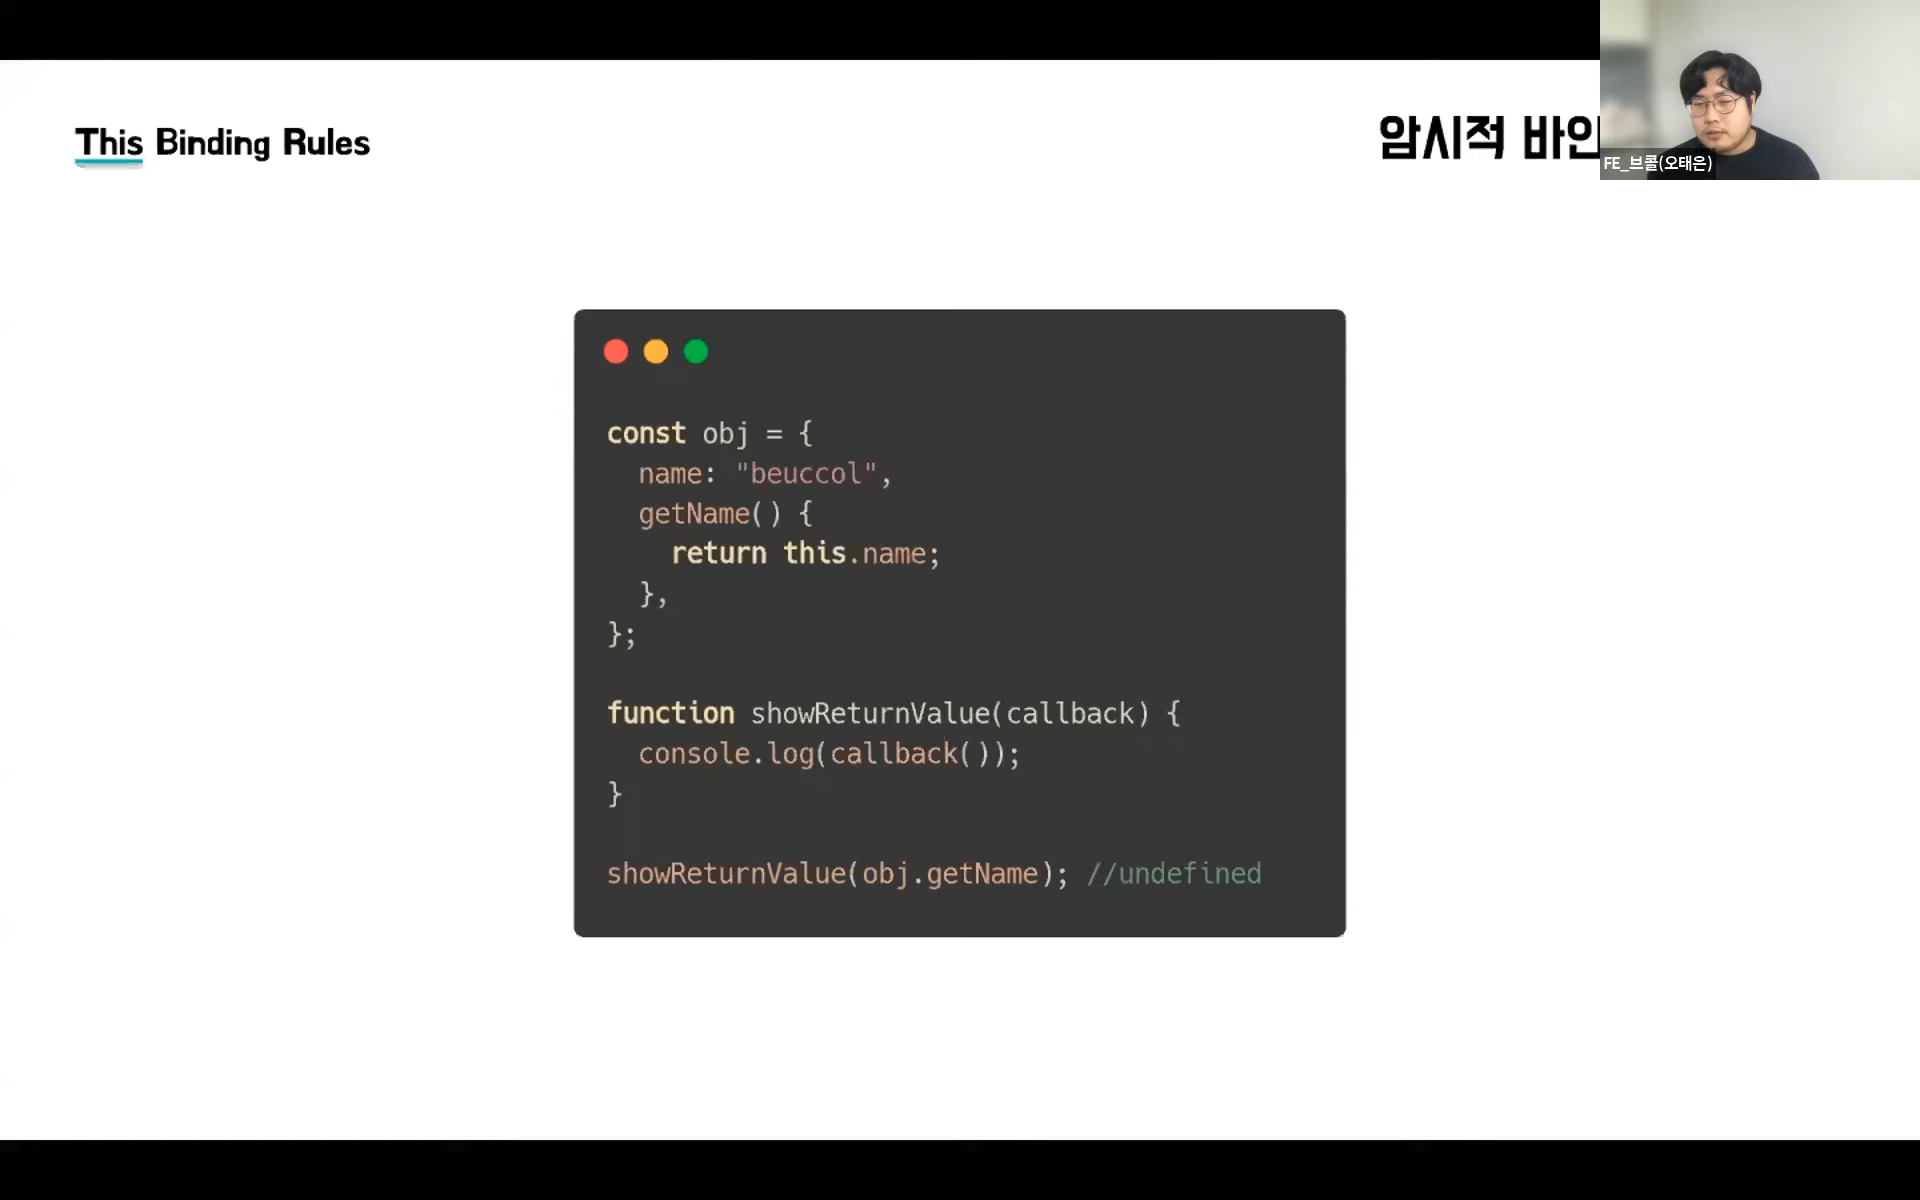 This Binding Rules
암시적 바인
FE_브콜(오태은)
const obj = {
  name: "beuccol",
  getName() {
    return this.name;
  },
};
function showReturnValue(callback) {
  console.log(callback());
}
showReturnValue(obj.getName); //undefined